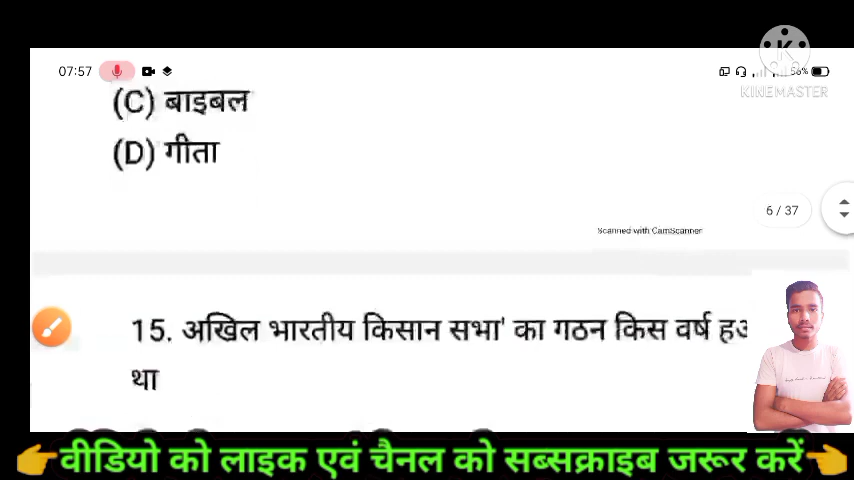 07:57
56%
KINEMASTER
(C) बाइबल
(D) गीता
6 / 37
Scanned with CamScanner
15. अखिल भारतीय किसान सभा' का गठन किस वर्ष हुअ
था
👉वीडियो को लाइक एवं चैनल को सब्सक्राइब जरूर करें👈